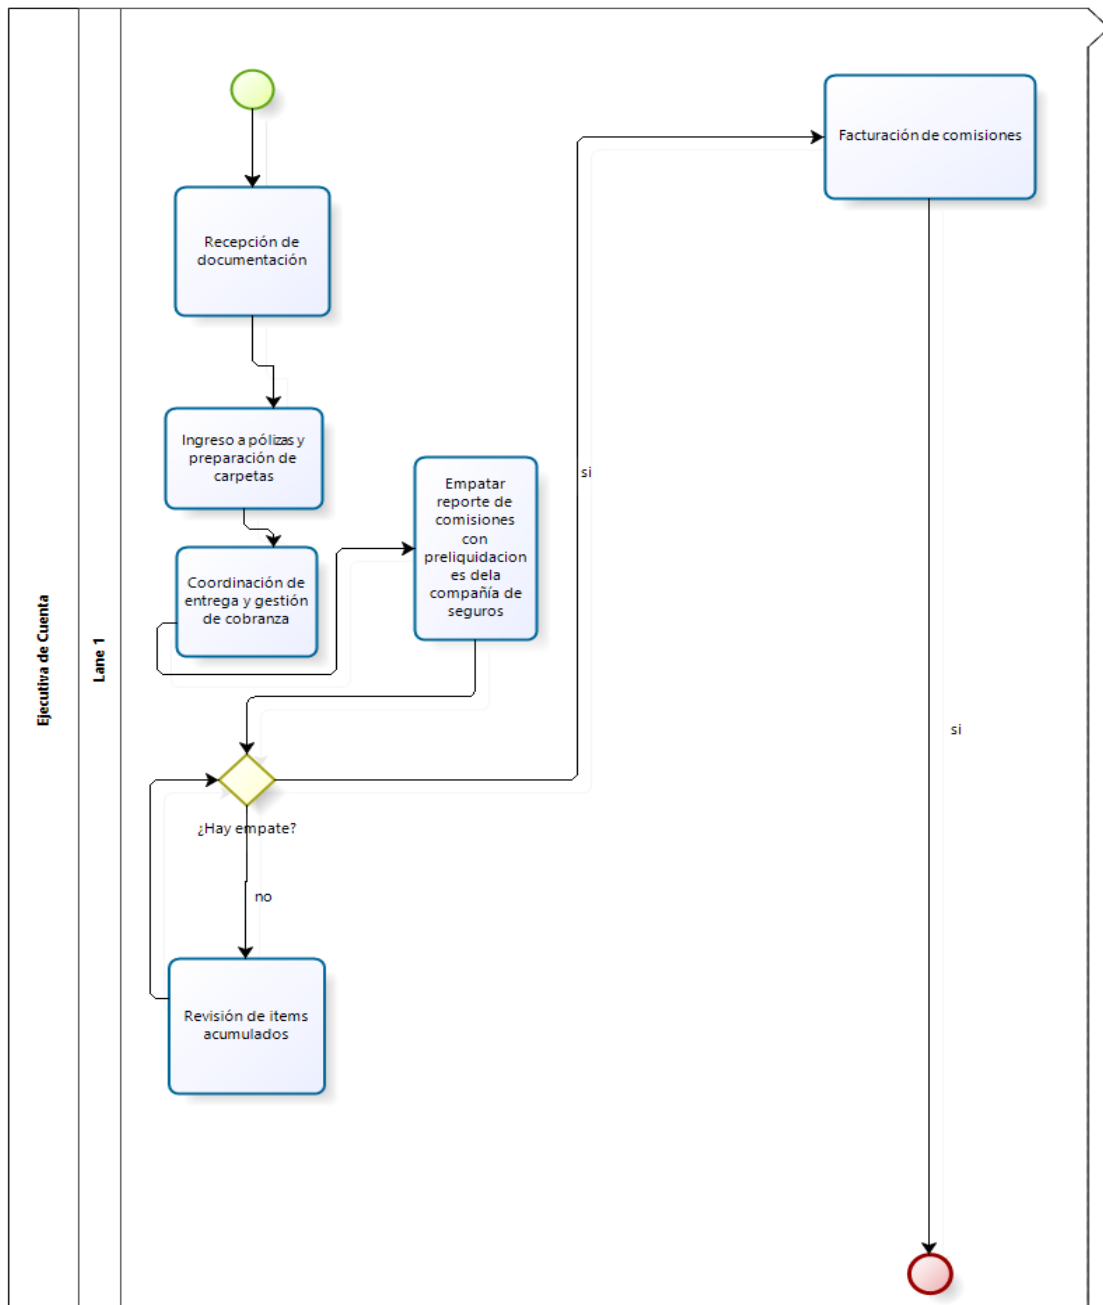 Ejecutiva de Cuenta
Lane 1
Recepción de
documentación
Ingreso a pólizas y
preparación de
carpetas
Coordinación de
entrega y gestión
de cobranza
Empatar
reporte de
comisiones
con
preliquidacion
es dela
compañía de
seguros
¿Hay empate?
no
Revisión de items
acumulados
si
Facturación de comisiones
si